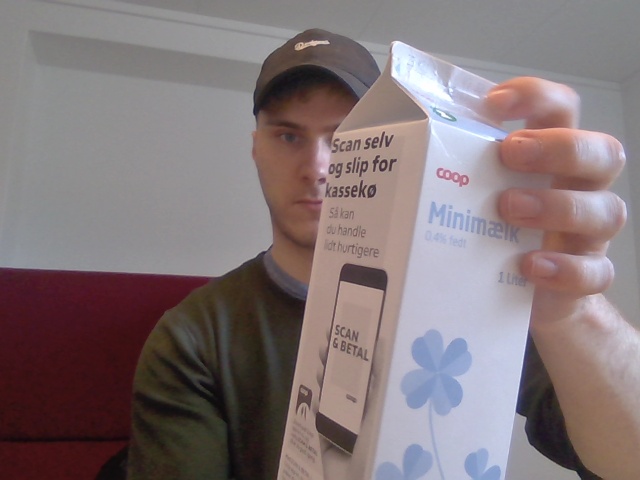 Scan selv
og slip for
kassekø
Så kan
du handle
lidt hurtigere
SCAN
& BETAL
coop
Minimælk
0,4% fedt
1 Liter